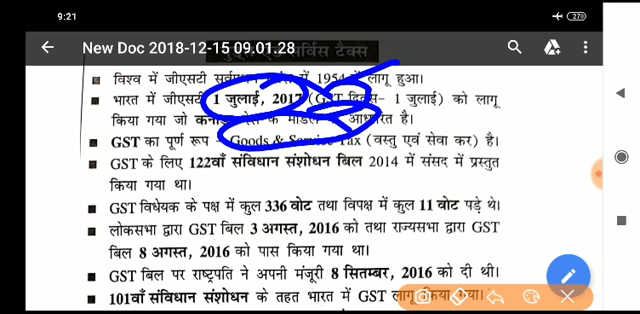 9:21
27
New Doc 2018-12-15 09.01.28
र्विस टैक्स
विश्व में जीएसटी सर्वप्रथम में 1954 में लागू हुआ।
भारत में जीएसटी 1 जुलाई, 2017 (GST दिवस- 1 जुलाई) को लागू
किया गया जो के मॉडल आधारित है।
GST का पूर्ण रूप - Goods & Service Tax (वस्तु एवं सेवा कर) है।
GST के लिए 122वाँ संविधान संशोधन बिल 2014 में संसद में प्रस्तुत
किया गया था।
GST विधेयक के पक्ष में कुल 336 वोट तथा विपक्ष में कुल 11 वोट पड़े थे।
लोकसभा द्वारा GST बिल 3 अगस्त, 2016 को तथा राज्यसभा द्वारा GST
बिल 8 अगस्त, 2016 को पास किया गया था।
GST बिल पर राष्ट्रपति ने अपनी मंजूरी 8 सितम्बर, 2016 को दी थी।
101वाँ संविधान संशोधन के तहत भारत में GST लागू किया गया।